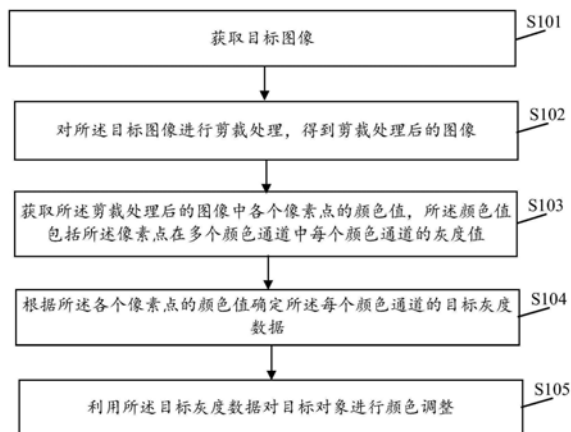 S101
获取目标图像
S102
对所述目标图像进行剪裁处理，得到剪裁处理后的图像
S103
获取所述剪裁处理后的图像中各个像素点的颜色值，所述颜色值
包括所述像素点在多个颜色通道中每个颜色通道的灰度值
S104
根据所述各个像素点的颜色值确定所述每个颜色通道的目标灰度
数据
S105
利用所述目标灰度数据对目标对象进行颜色调整